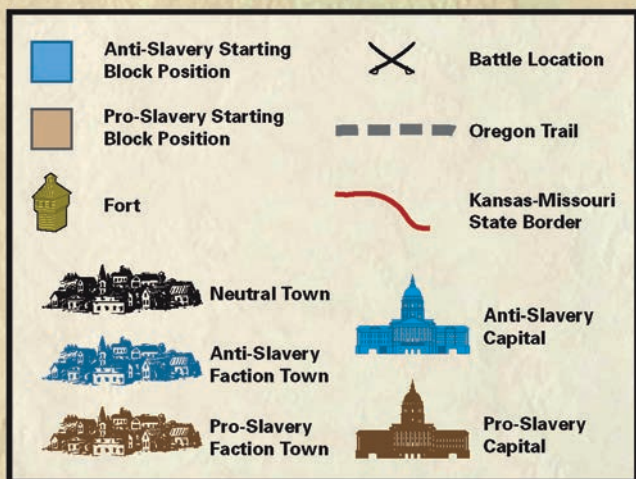 Anti-Slavery Starting
Block Position
Pro-Slavery Starting
Block Position
Fort
Neutral Town
Anti-Slavery
Faction Town
Pro-Slavery
Faction Town
Battle Location
Oregon Trail
Kansas-Missouri
State Border
Anti-Slavery
Capital
Pro-Slavery
Capital